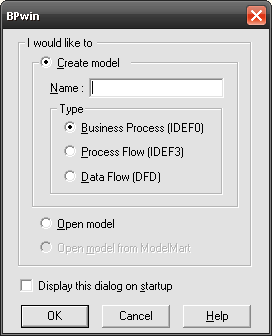 BPwin
I would like to
Create model
Name :
Type
Business Process (IDEF0)
Process Flow (IDEF3)
Data Flow (DFD)
Open model
Open model from ModelMart
Display this dialog on startup
OK Cancel Help